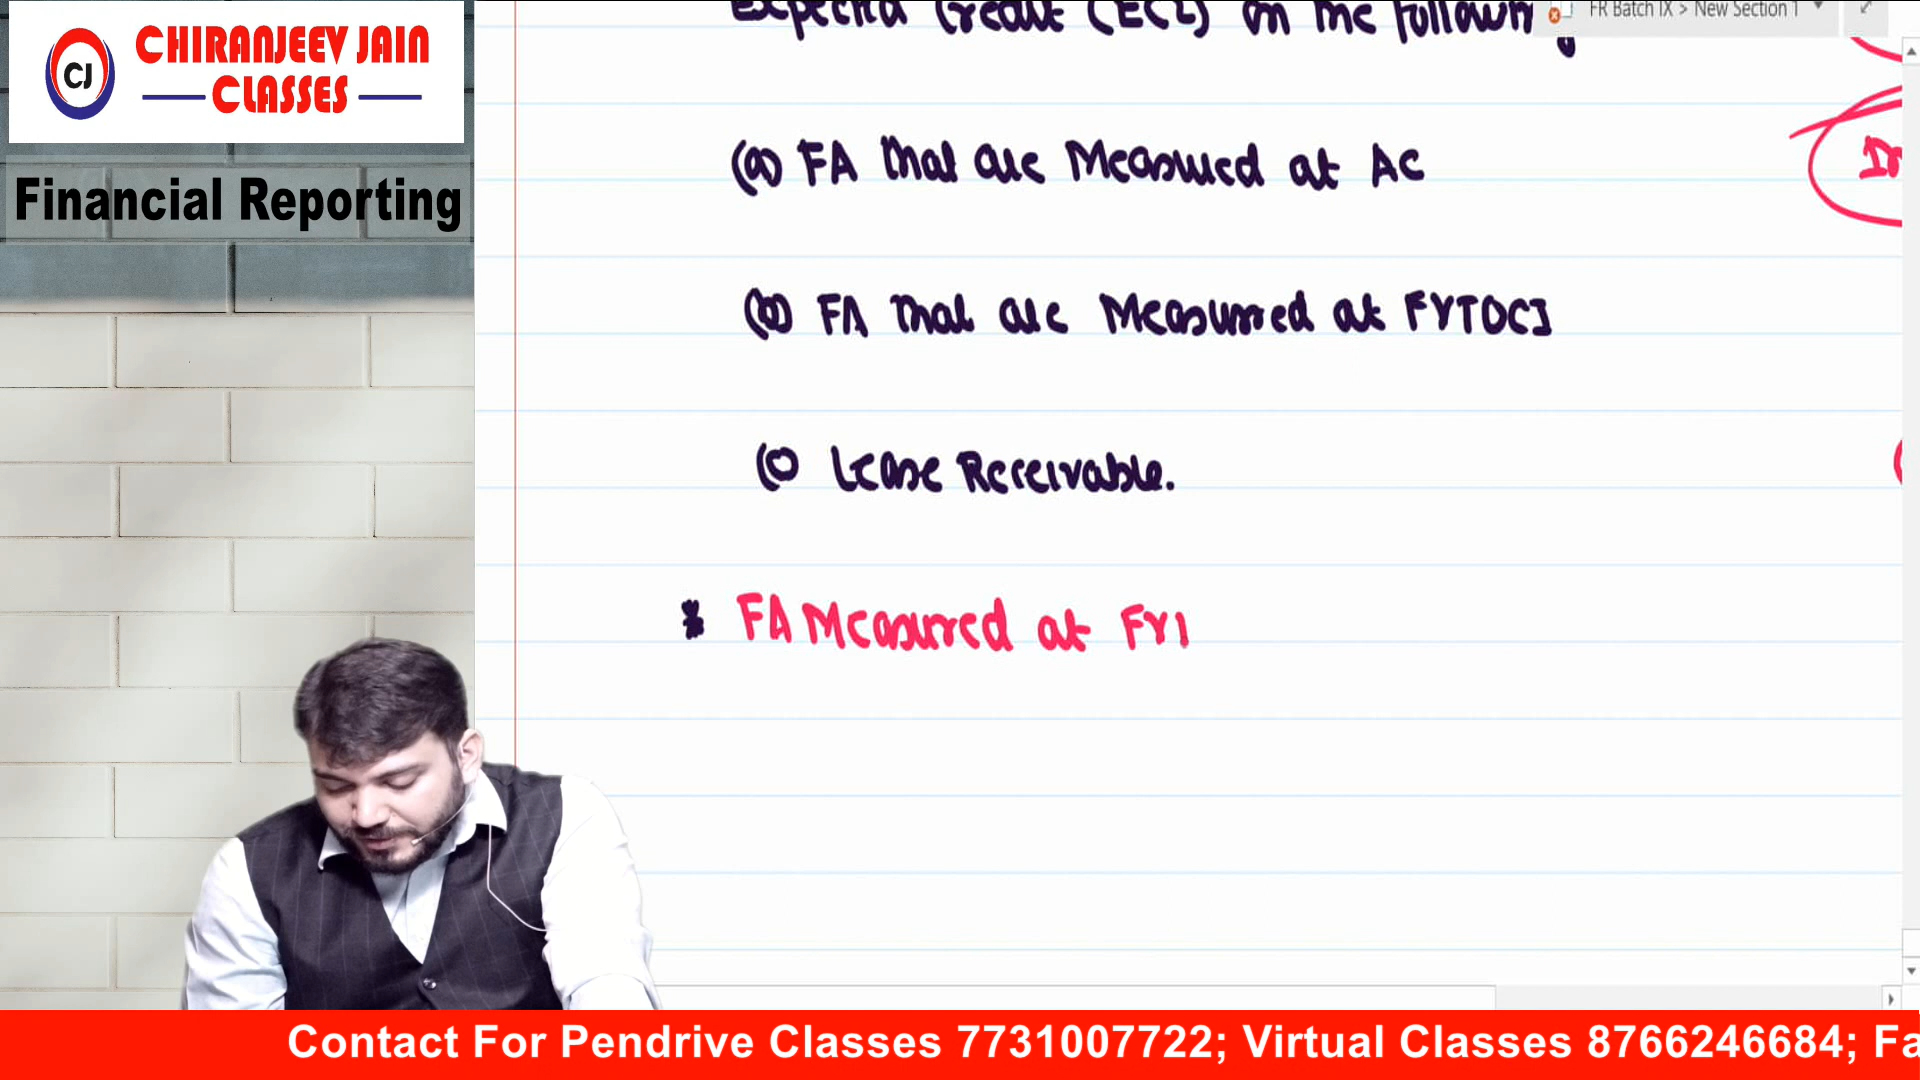 CHIRANJEEV JAIN
CJ
CLASSES
Financial Reporting
FR Batch IX > New Section 1
Expected Credit (ECL) on the following
(a) FA that are Measured at AC
(b) FA that are Measured at FVTOCI
(c) Lease Receivable.
* FA Measured at FV
Contact For Pendrive Classes 7731007722; Virtual Classes 8766246684; Fa